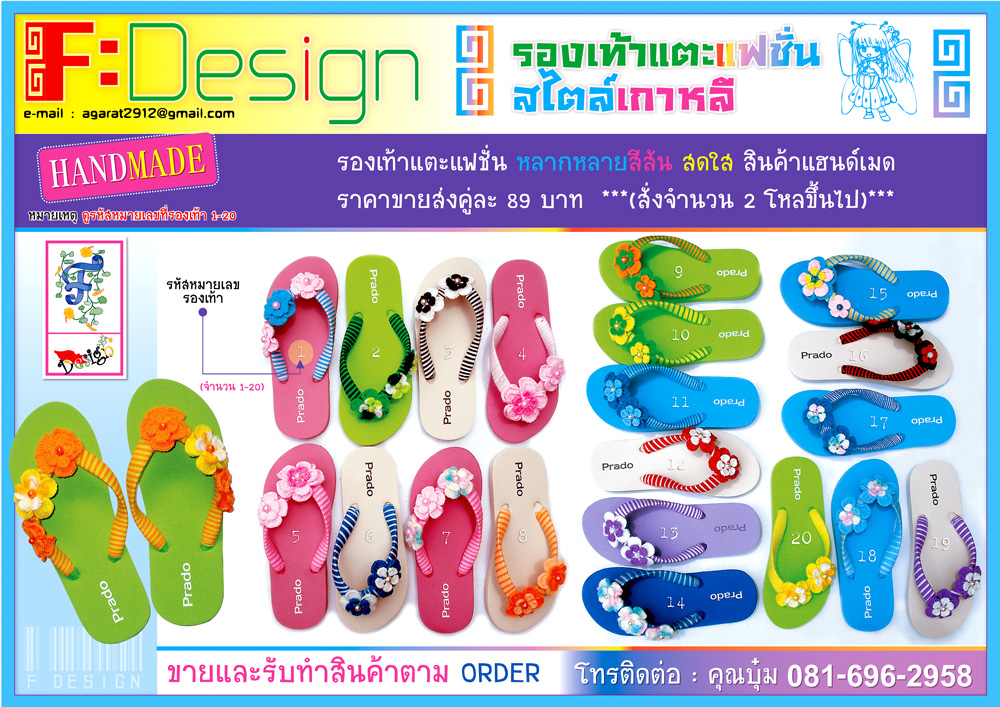 F:Design
e-mail : agarat2912@gmail.com
รองเท้าแตะแฟชั่น
สไตล์เกาหลี
HANDMADE
หมายเหตุ ดูรหัสหมายเลขที่รองเท้า 1-20
รองเท้าแตะแฟชั่น หลากหลายสีสัน สดใส สินค้าแฮนด์เมด
ราคาขายส่งคู่ละ 89 บาท ***(สั่งจำนวน 2 โหลขึ้นไป)***
Design
รหัสหมายเลข
รองเท้า
(จำนวน 1-20)
1
Prado
Prado
2
3
Prado
Prado
4
5
Prado
Prado
6
7
Prado
Prado
8
9
Prado
10
Prado
11
Prado
Prado
12
13
Prado
14
Prado
15
Prado
Prado
16
17
Prado
Prado
20
18
Prado
Prado
19
Prado
Prado
F DESIGN
ขายและรับทำสินค้าตาม ORDER
โทรติดต่อ : คุณบุ๋ม 081-696-2958